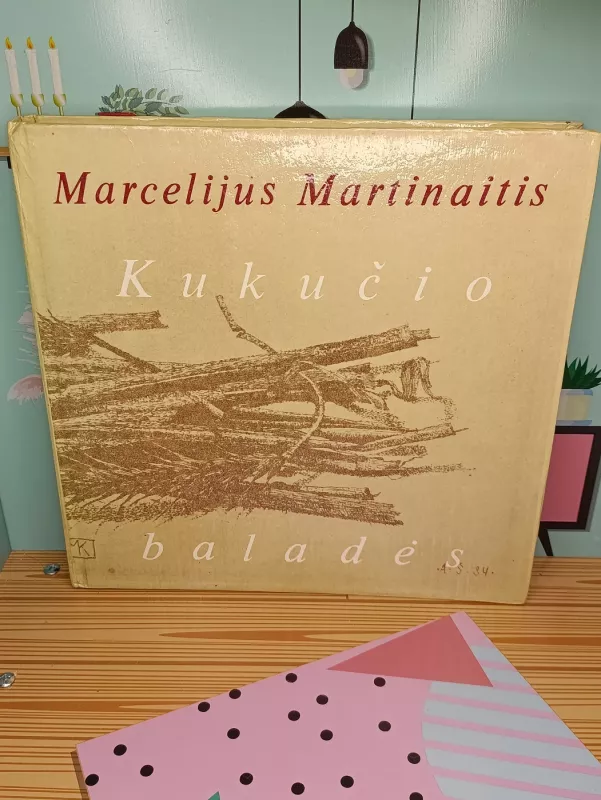 Marcelijus Martinaitis
Kukučio
baladės
K